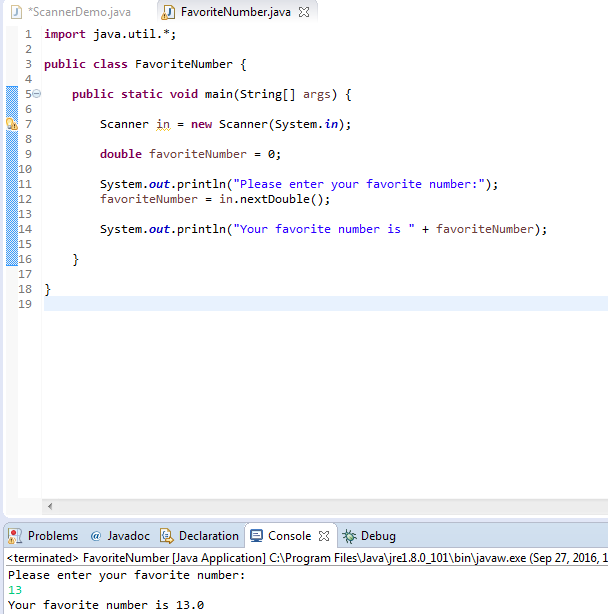 *ScannerDemo.java FavoriteNumber.java
1 import java.util.*;
2
3 public class FavoriteNumber {
4
5 public static void main(String[] args) {
6
7 Scanner in = new Scanner(System.in);
8
9 double favoriteNumber = 0;
10
11 System.out.println("Please enter your favorite number:");
12 favoriteNumber = in.nextDouble();
13
14 System.out.println("Your favorite number is " + favoriteNumber);
15
16 }
17
18 }
19
Problems @ Javadoc Declaration Console Debug
<terminated> FavoriteNumber [Java Application] C:\Program Files\Java\jre1.8.0_101\bin\javaw.exe (Sep 27, 2016, 1
Please enter your favorite number:
13
Your favorite number is 13.0